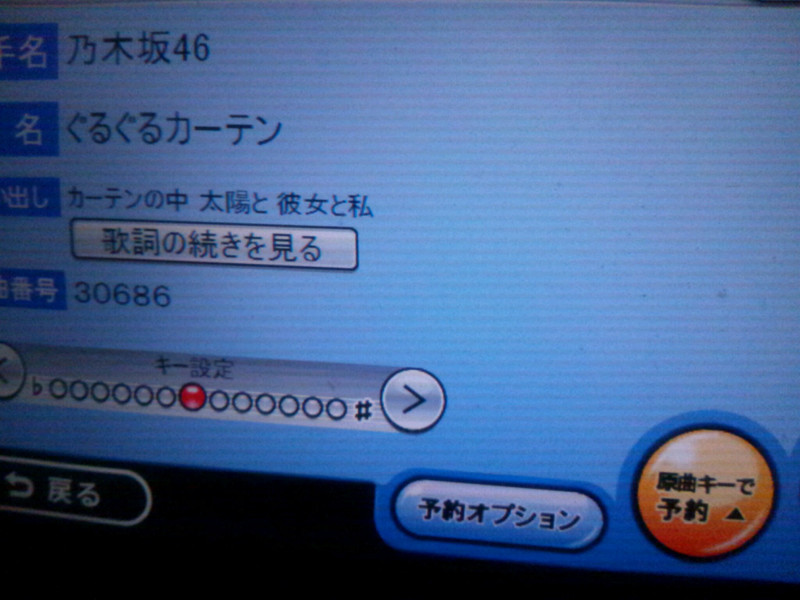 手名 乃木坂46
名 ぐるぐるカーテン
い出し カーテンの中 太陽と 彼女と私
歌詞の続きを見る
曲番号 30686
キー設定
< ♭ ♯ >
戻る
予約オプション
原曲キーで
予約 ▲